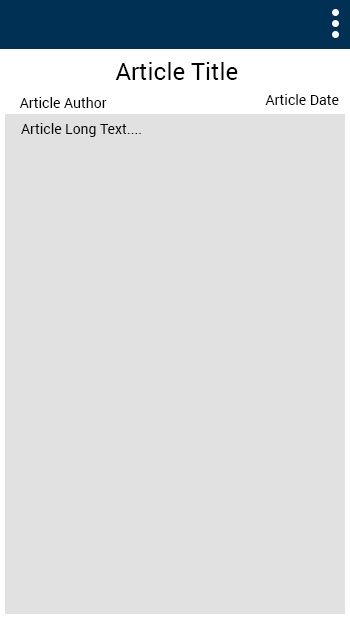 Article Title
Article Author
Article Date
Article Long Text....